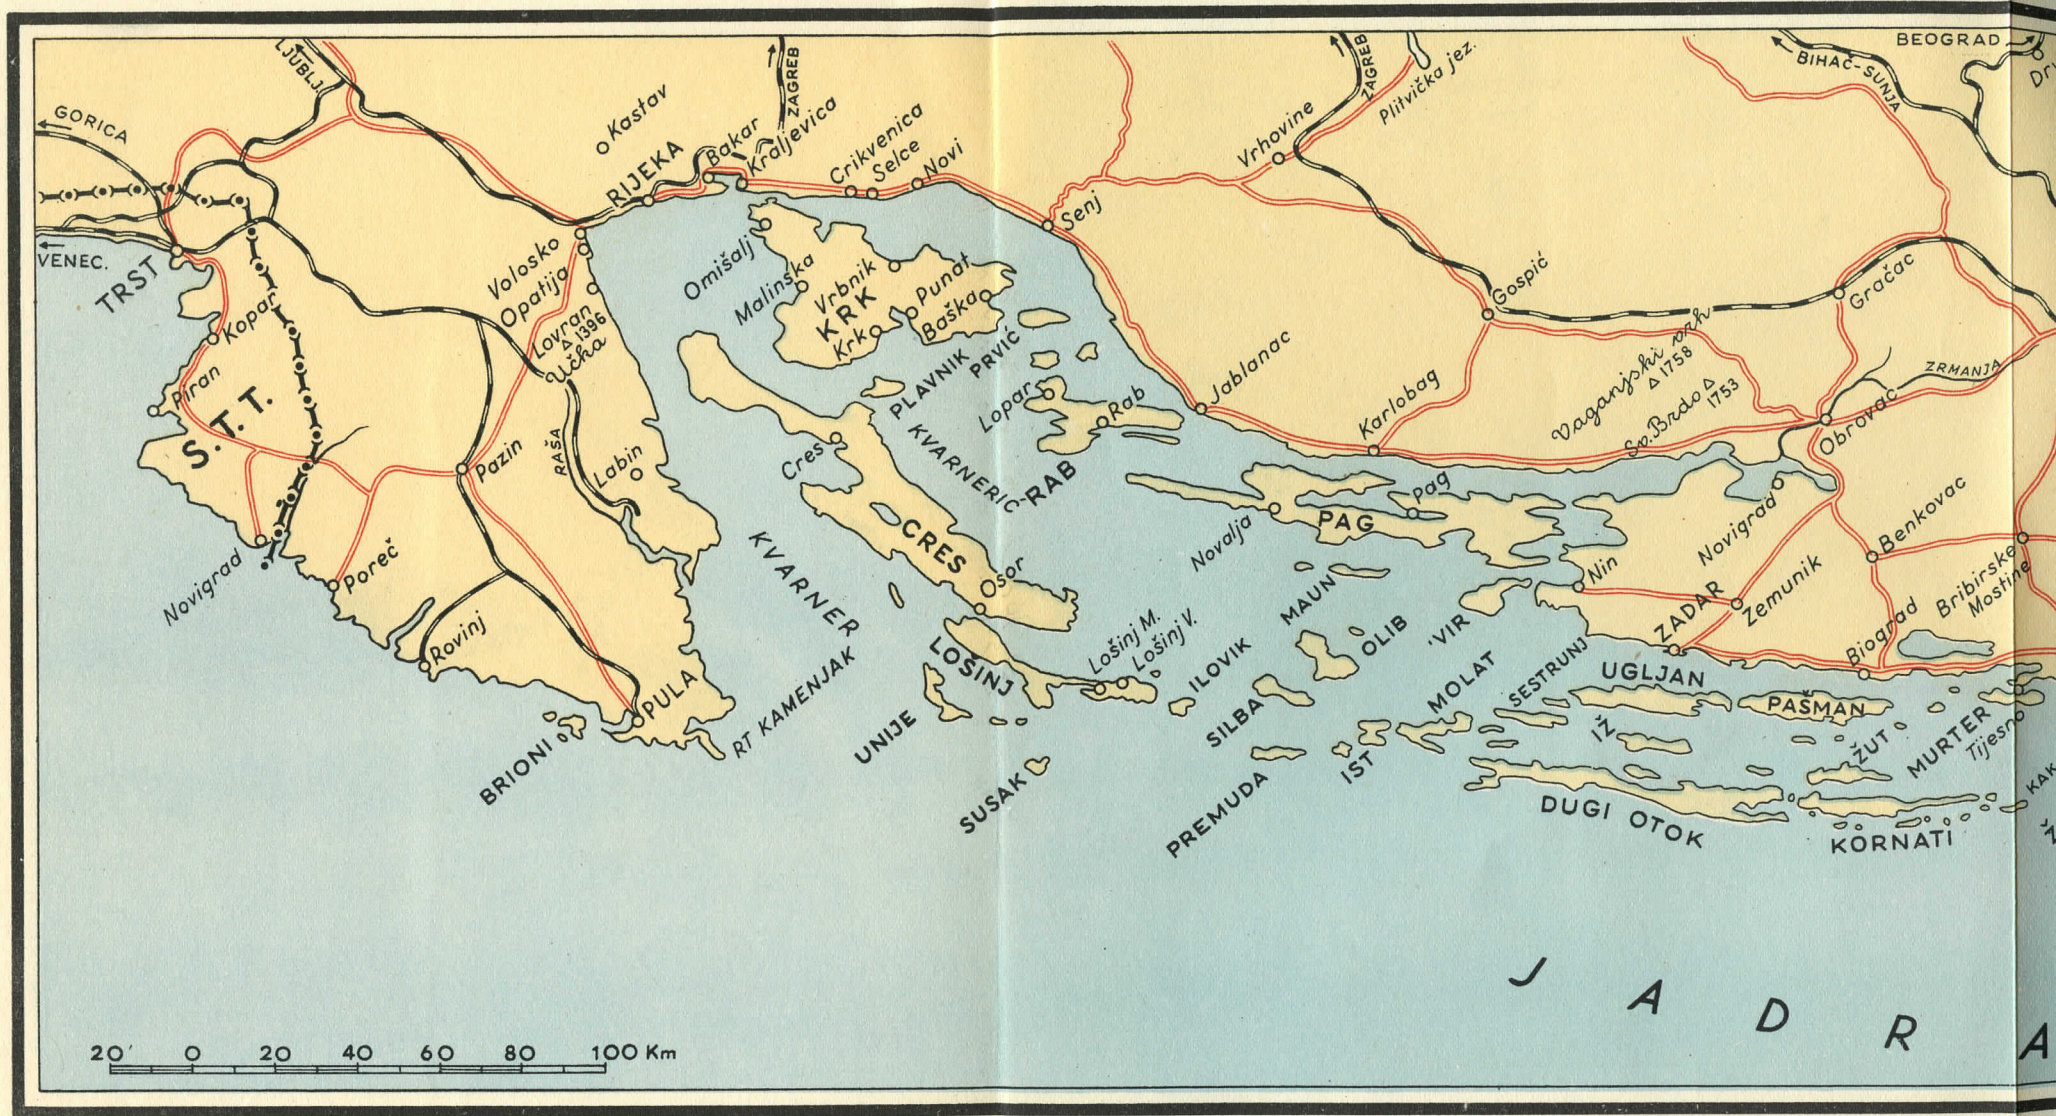 LJUBLJ.
GORICA
VENEC.
TRST
Kopar
Piran
S. T. T.
Novigrad
Poreč
Rovinj
Pazin
RAŠA
Labin
PULA
BRIONI
RT KAMENJAK
Kastav
RIJEKA
Volosko
Opatija
Lovran
△ 1396
Učka
Bakar
Kraljevica
ZAGREB
Crikvenica
Selce
Novi
Senj
Omišalj
Malinska
Vrbnik
KRK
Krk
Punat
Baška
PLAVNIK
PRVIĆ
KVARNERIĆ
Lopar
Rab
RAB
Cres
CRES
Osor
KVARNER
LOŠINJ
Lošinj M.
Lošinj V.
UNIJE
SUSAK
ILOVIK
SILBA
PREMUDA
MAUN
OLIB
IST
VIR
MOLAT
SESTRUNJ
IŽ
UGLJAN
PAŠMAN
DUGI OTOK
ŽUT
KORNATI
MURTER
Tijesno
KAK
Ž
Vrhovine
ZAGREB
Plitvička jez.
BIHAĆ-SUNJA
BEOGRAD
Drv
Gospić
Gračac
Jablanac
Karlobag
Vaganjski vrh
△ 1758
Sv. Brdo △
1753
ZRMANJA
Obrovac
Novalja
Pag
PAG
Novigrad
Nin
ZADAR
Zemunik
Benkovac
Biograd
Bribirske
Mostine
J A D R A
20 0 20 40 60 80 100 Km